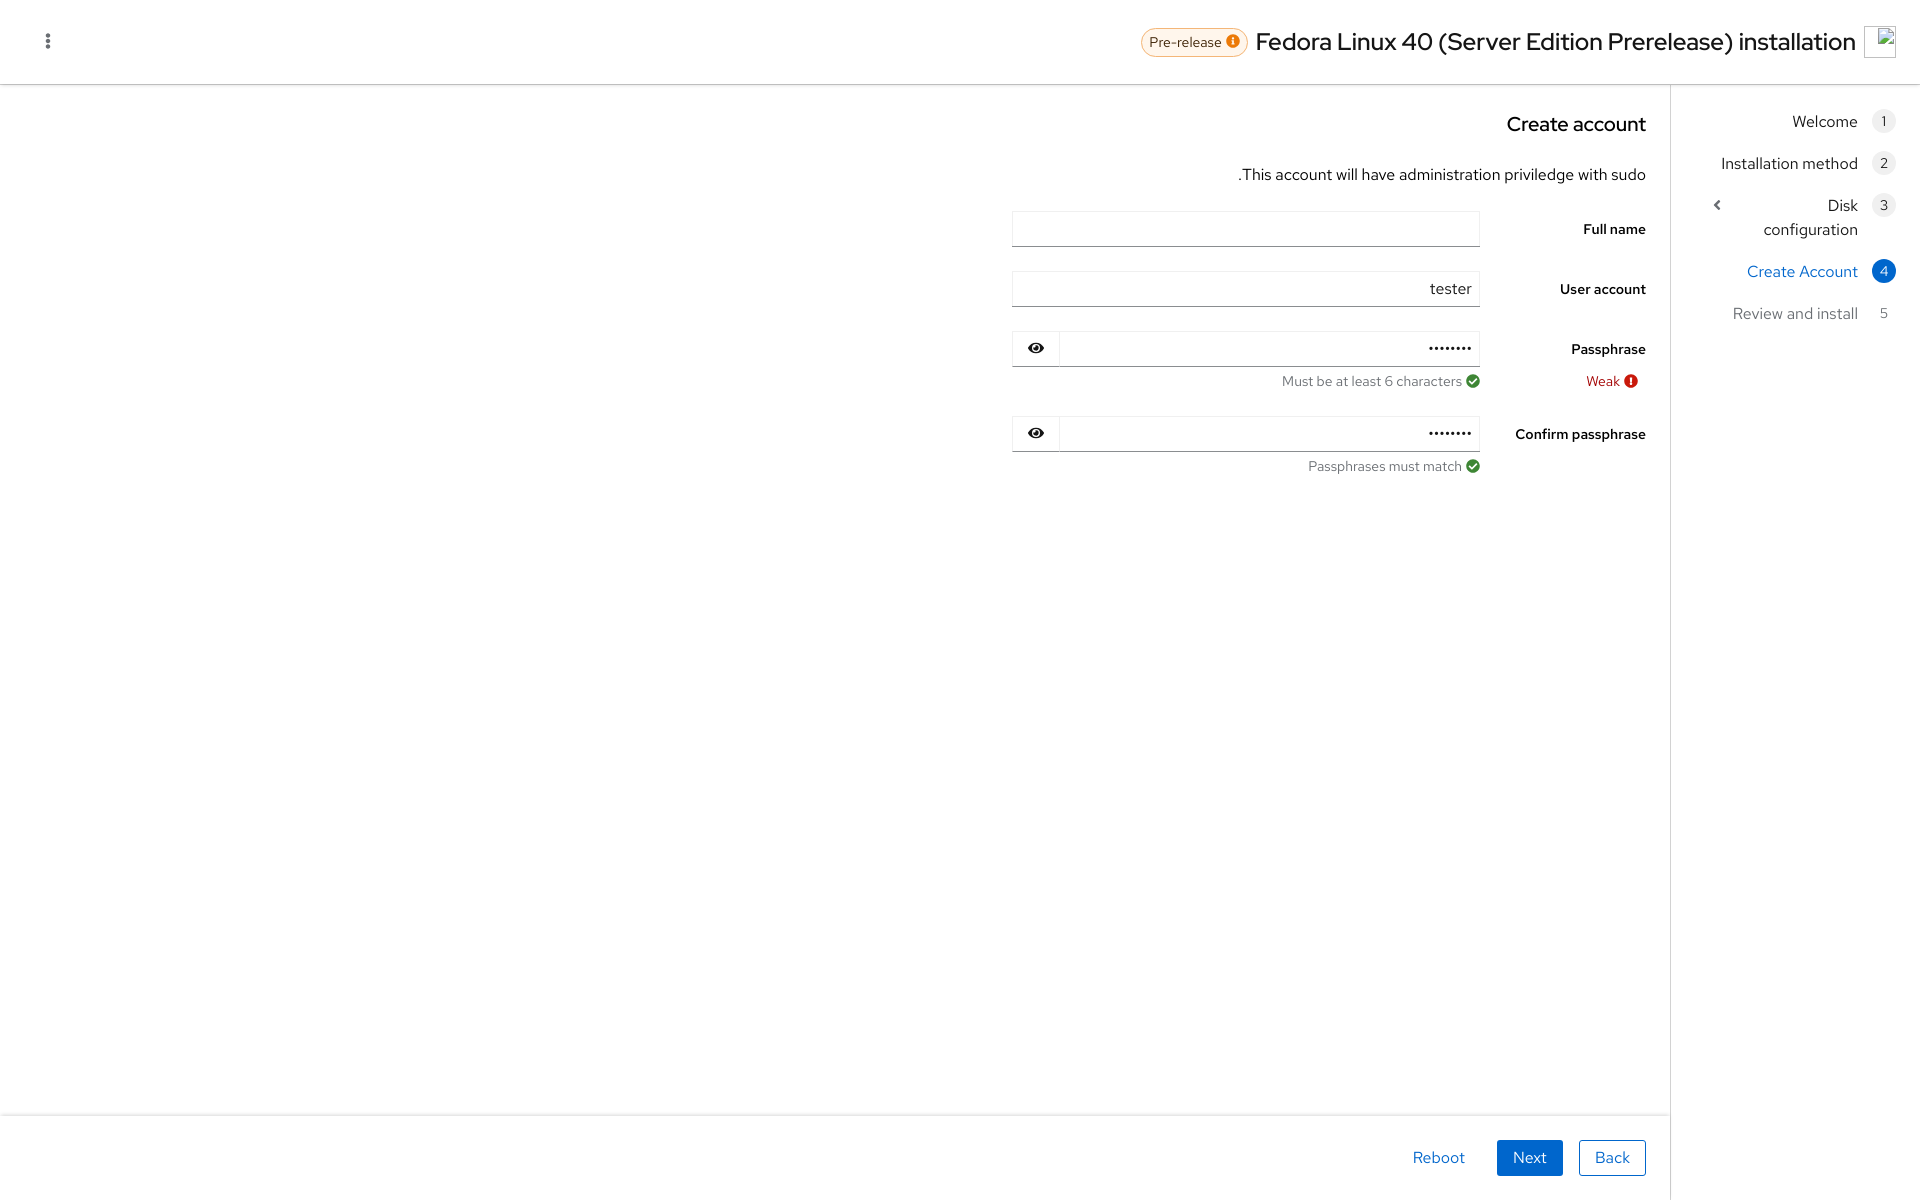 Fedora Linux 40 (Server Edition Prerelease) installation
Pre-release
1 Welcome
2 Installation method
3 Disk
configuration
4 Create Account
5 Review and install
Create account
.This account will have administration priviledge with sudo
Full name
User account
tester
Passphrase
••••••••
Weak
Must be at least 6 characters
Confirm passphrase
••••••••
Passphrases must match
Back
Next
Reboot